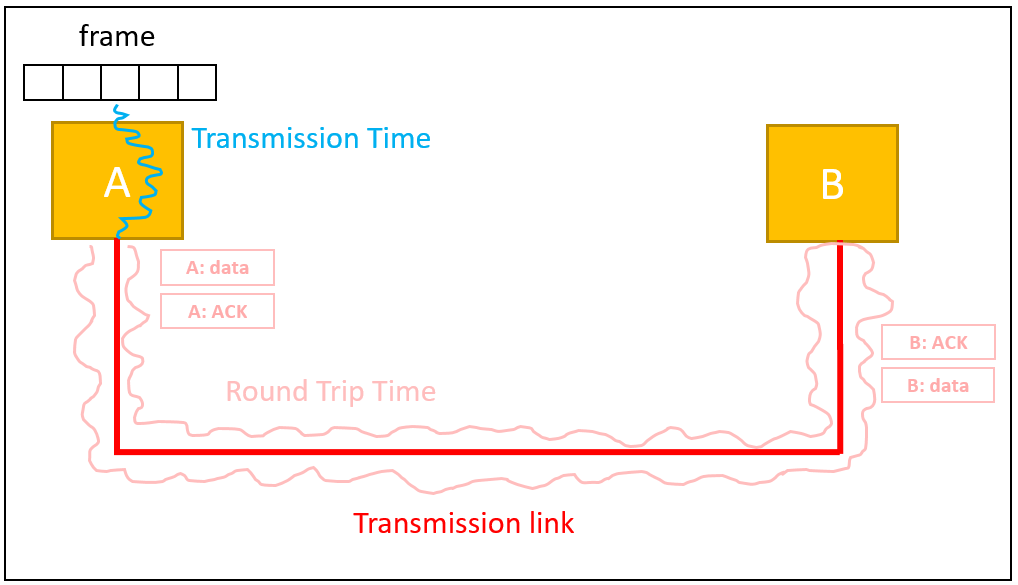 frame
Transmission Time
A
B
A: data
A: ACK
B: ACK
Round Trip Time
B: data
Transmission link